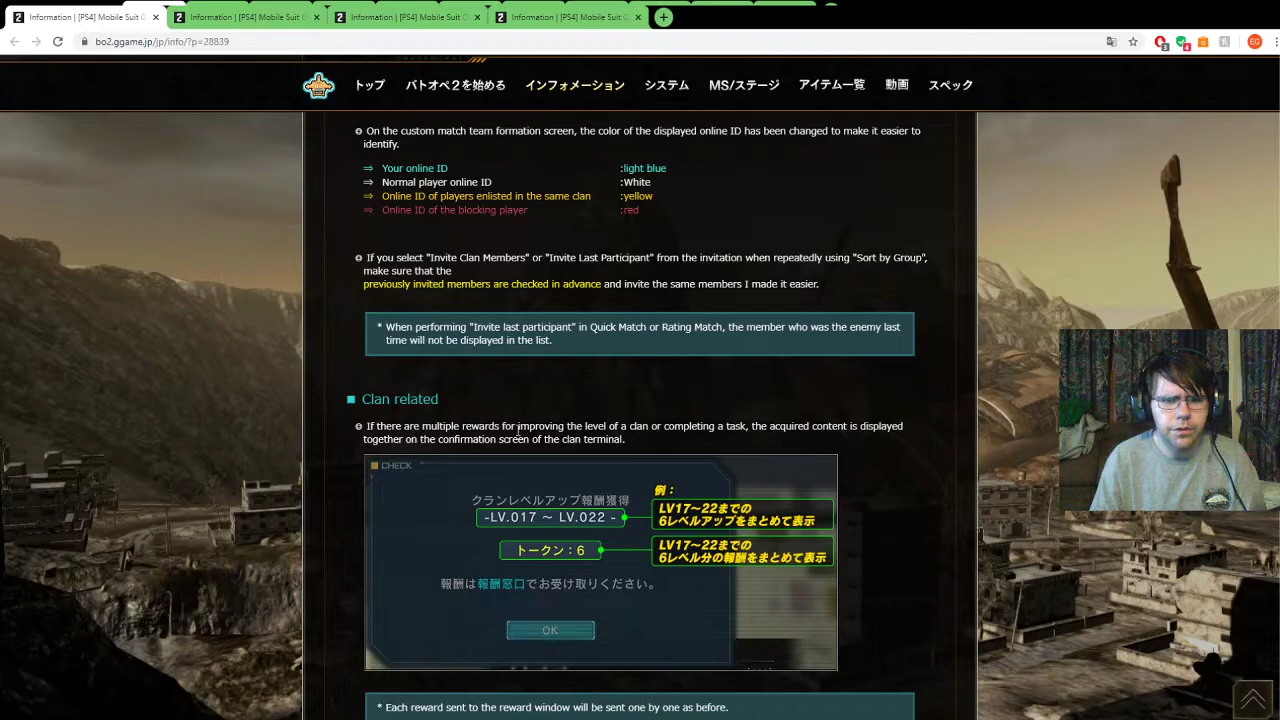 Information | [PS4] Mobile Suit G
Information | [PS4] Mobile Suit G
Information | [PS4] Mobile Suit G
Information | [PS4] Mobile Suit G
bo2.ggame.jp/jp/info/?p=28839
EG
トップ バトオペ2を始める インフォメーション システム MS/ステージ アイテム一覧 動画 スペック
On the custom match team formation screen, the color of the displayed online ID has been changed to make it easier to
identify.
⇒ Your online ID :light blue
⇒ Normal player online ID :White
⇒ Online ID of players enlisted in the same clan :yellow
⇒ Online ID of the blocking player :red
If you select "Invite Clan Members" or "Invite Last Participant" from the invitation when repeatedly using "Sort by Group",
make sure that the
previously invited members are checked in advance and invite the same members I made it easier.
* When performing "Invite last participant" in Quick Match or Rating Match, the member who was the enemy last
time will not be displayed in the list.
Clan related
If there are multiple rewards for improving the level of a clan or completing a task, the acquired content is displayed
together on the confirmation screen of the clan terminal.
CHECK
クランレベルアップ報酬獲得
-LV.017 ~ LV.022 -
トークン：6
報酬は報酬窓口でお受け取りください。
OK
例：
LV17~22までの
6レベルアップをまとめて表示
LV17~22までの
6レベル分の報酬をまとめて表示
* Each reward sent to the reward window will be sent one by one as before.